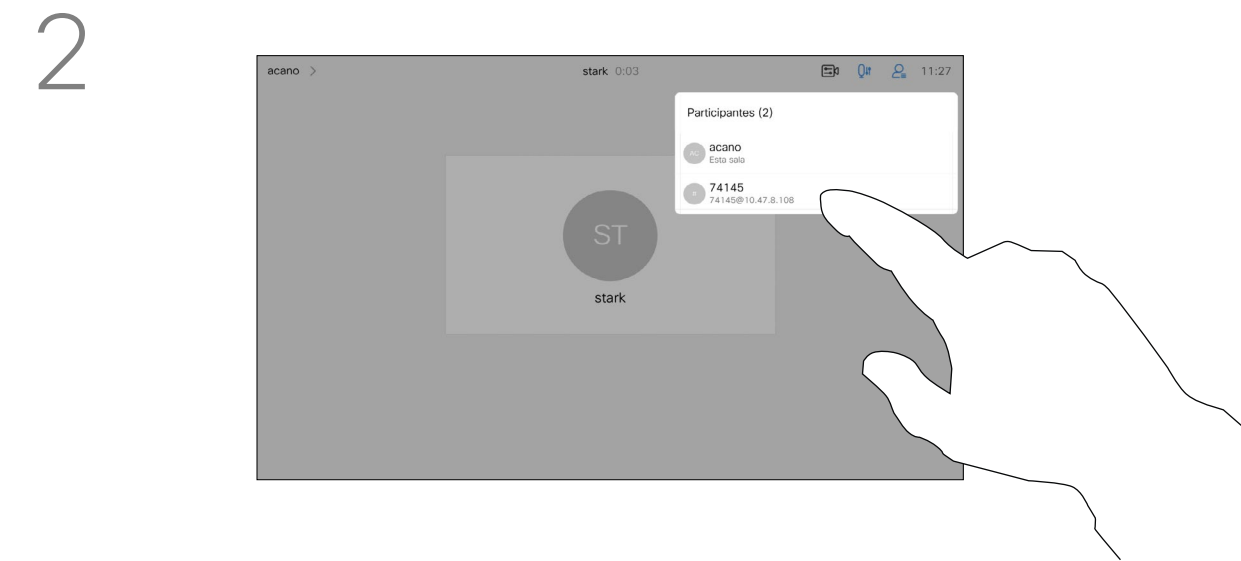 2
acano >
stark 0:03
11:27
Participantes (2)
AC
acano
Esta sala
74145
74145@10.47.8.108
ST
stark